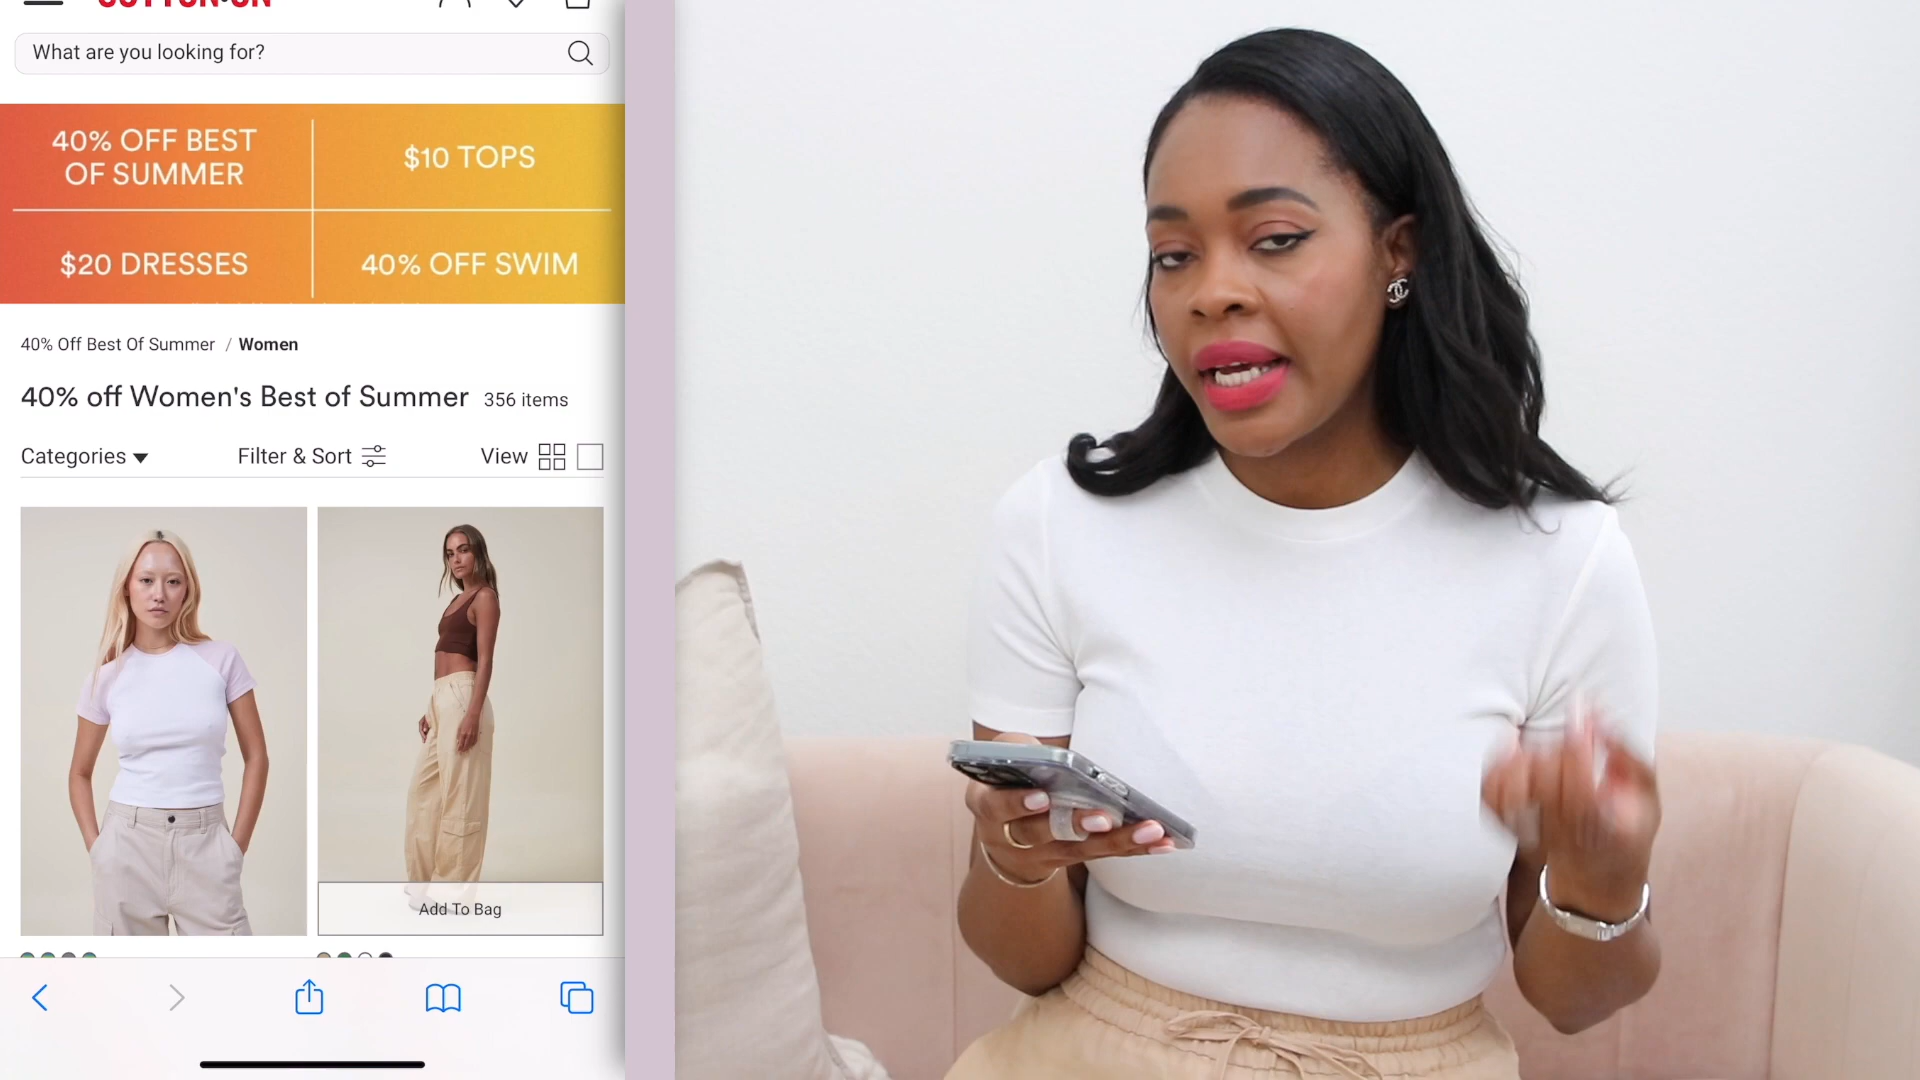 COTTON:ON
What are you looking for?
40% OFF BEST
OF SUMMER
$10 TOPS
$20 DRESSES
40% OFF SWIM
40% Off Best Of Summer / Women
40% off Women's Best of Summer 356 items
Categories Filter & Sort View
Add To Bag